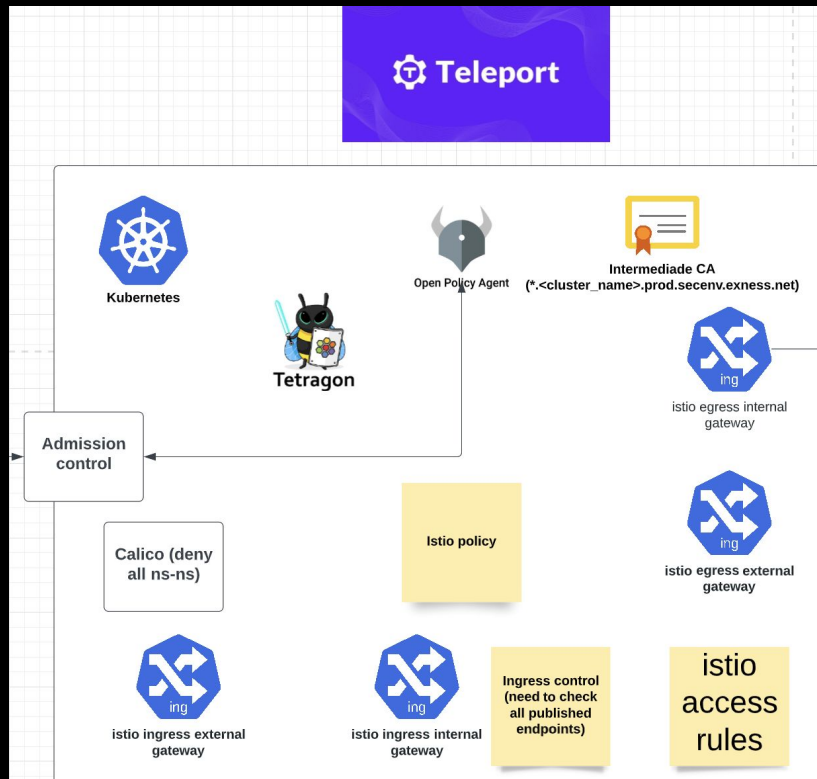 Teleport
Kubernetes
Open Policy Agent
Intermediade CA
(*.<cluster_name>.prod.secenv.exness.net)
Tetragon
ing
istio egress internal
gateway
Admission
control
Istio policy
ing
istio egress external
gateway
Calico (deny
all ns-ns)
ing
istio ingress external
gateway
ing
istio ingress internal
gateway
Ingress control
(need to check
all published
endpoints)
istio
access
rules